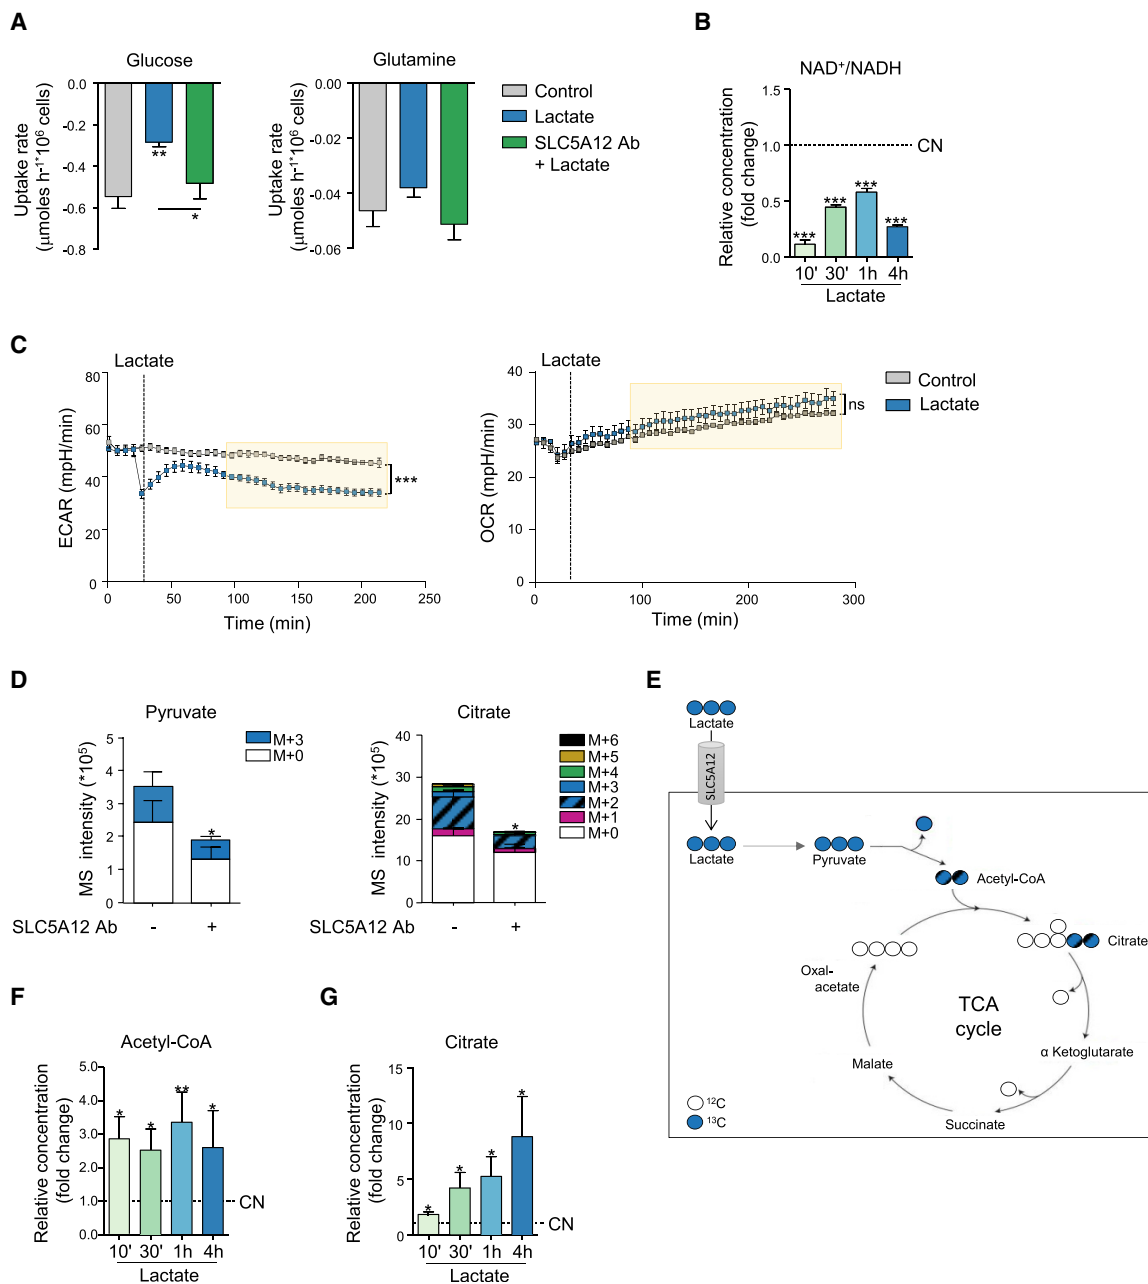 A
Glucose
Uptake rate
(µmoles h-1*10⁶ cells)
0.0
-0.2
-0.4
-0.6
-0.8
**
*
Glutamine
Uptake rate
(µmoles h-1*10⁶ cells)
0.00
-0.02
-0.04
-0.06
Control
Lactate
SLC5A12 Ab
+ Lactate
B
NAD⁺/NADH
Relative concentration
(fold change)
1.5
1.0
0.5
0.0
CN
***
***
***
***
10' 30' 1h 4h
Lactate
C
Lactate
ECAR (mpH/min)
80
60
40
20
0
***
0 50 100 150 200 250
Time (min)
Lactate
OCR (mpH/min)
40
30
20
10
0
ns
0 100 200 300
Time (min)
Control
Lactate
D
Pyruvate
MS intensity (*10⁵)
5
4
3
2
1
0
*
M+3
M+0
SLC5A12 Ab - +
Citrate
MS intensity (*10⁵)
40
30
20
10
0
*
M+6
M+5
M+4
M+3
M+2
M+1
M+0
SLC5A12 Ab - +
E
Lactate
SLC5A12
Lactate
Pyruvate
Acetyl-CoA
Citrate
Oxal-
acetate
TCA
cycle
α Ketoglutarate
Malate
Succinate
¹²C
¹³C
F
Acetyl-CoA
Relative concentration
(fold change)
5.0
4.0
3.0
2.0
1.0
0.0
*
*
**
*
CN
10' 30' 1h 4h
Lactate
G
Citrate
Relative concentration
(fold change)
15
10
5
0
*
*
*
*
CN
10' 30' 1h 4h
Lactate